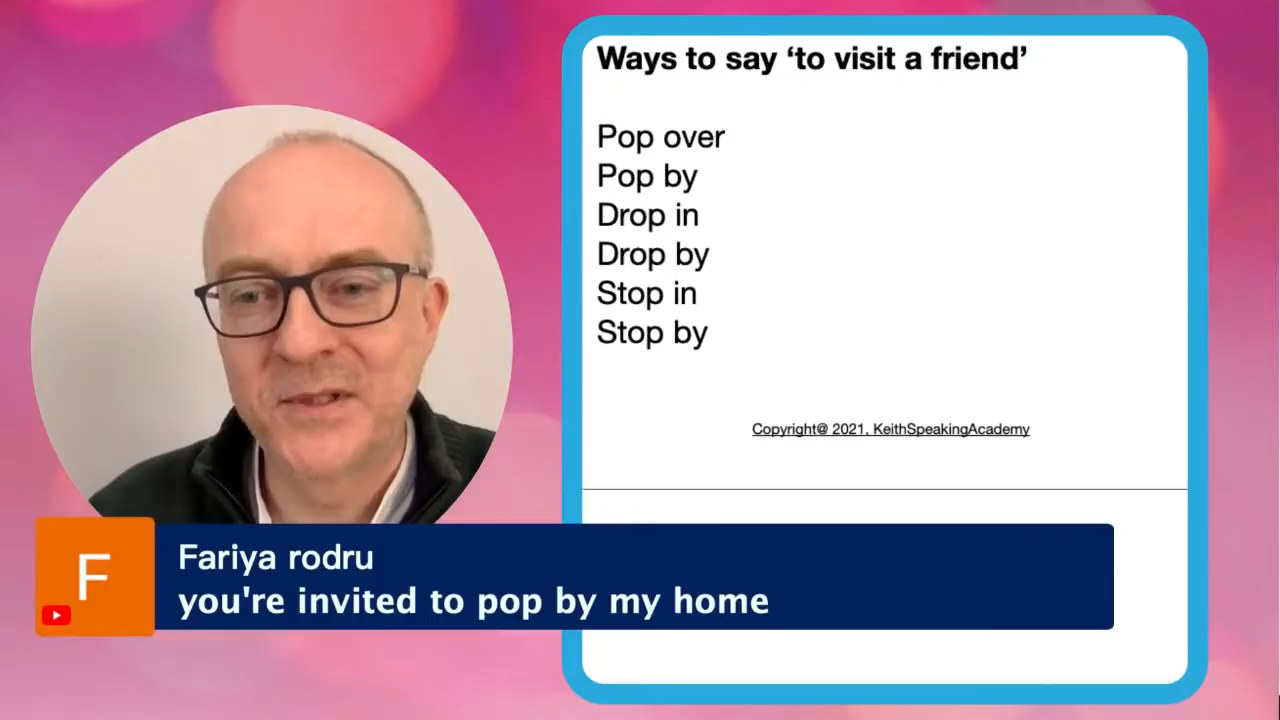 Ways to say ‘to visit a friend’
Pop over
Pop by
Drop in
Drop by
Stop in
Stop by
Copyright@ 2021, KeithSpeakingAcademy
F
Fariya rodru
you're invited to pop by my home